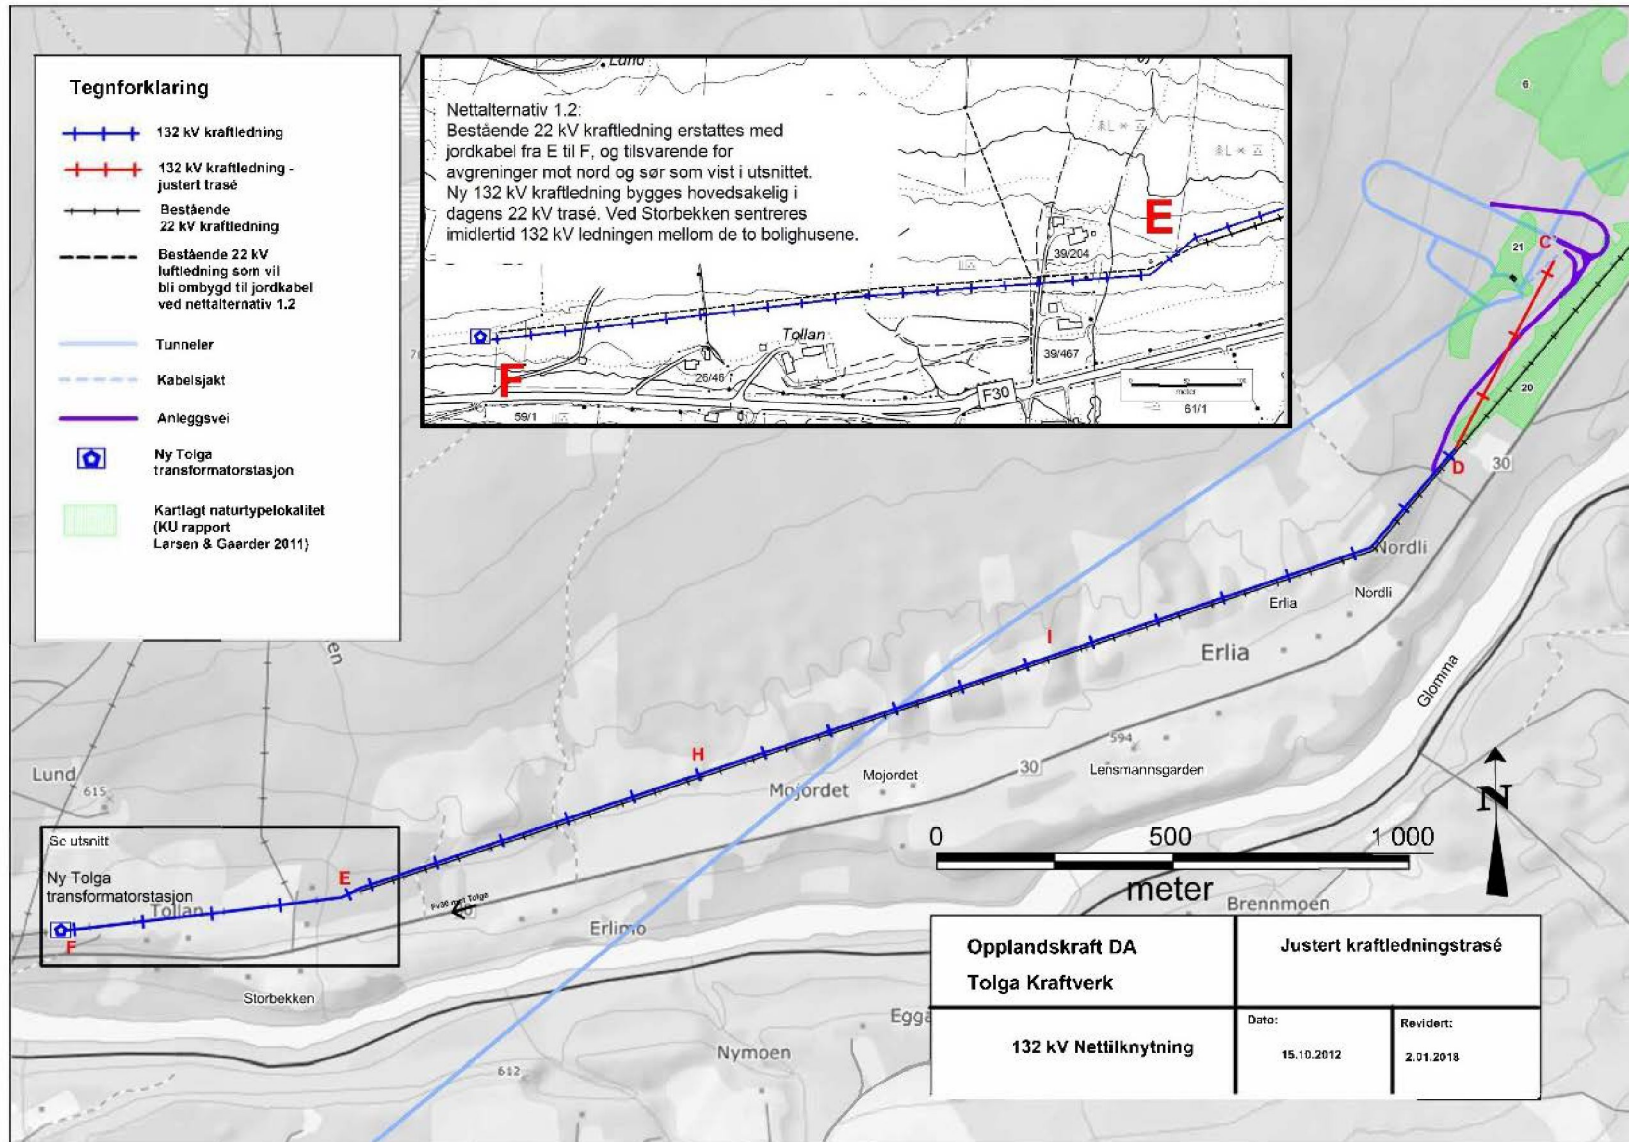 Tegnforklaring
132 kV kraftledning
132 kV kraftledning -
justert trasé
Bestående
22 kV kraftledning
Bestående 22 kV
luftledning som vil
bli ombygd til jordkabel
ved nettalternativ 1.2
Tunneler
Kabelsjakt
Anleggsvei
Ny Tolga
transformatorstasjon
Kartlagt naturtypelokalitet
(KU rapport
Larsen & Gaarder 2011)
Lund
Nettalternativ 1.2:
Bestående 22 kV kraftledning erstattes med
jordkabel fra E til F, og tilsvarende for
avgreninger mot nord og sør som vist i utsnittet.
Ny 132 kV kraftledning bygges hovedsakelig i
dagens 22 kV trasé. Ved Storbekken sentreres
imidlertid 132 kV ledningen mellom de to bolighusene.
E
39/204
Tollan
39/467
26/46
F
F30
59/1
61/1
0
meter
6
21
C
20
D
30
Nordli
Nordli
Erlia
Erlia
I
Glomma
H
594
Lensmannsgarden
Mojordet
Mojordet
30
en
Lund
615
Se utsnitt
Ny Tolga
transformatorstasjon
Tollan
E
F
Storbekken
Erlimo
Nymoen
612
Egga
Brennmoen
0 500 1 000
meter
N
Opplandskraft DA
Tolga Kraftverk
Justert kraftledningstrasé
132 kV Nettilknytning
Dato:
15.10.2012
Revidert:
2.01.2018